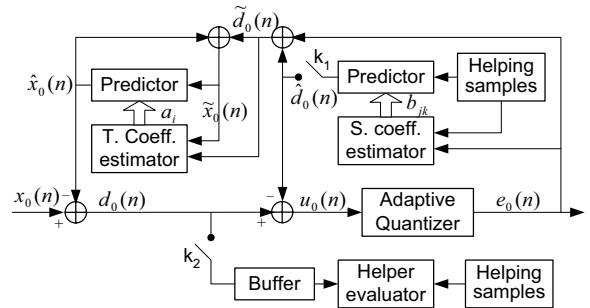 d̃₀(n)
k₁
x̂₀(n)
Predictor
Predictor
Helping
samples
d̂₀(n)
aᵢ
x̃₀(n)
bⱼₖ
T. Coeff.
estimator
S. coeff.
estimator
x₀(n)
−
+
d₀(n)
−
+
u₀(n)
Adaptive
Quantizer
e₀(n)
k₂
Buffer
Helper
evaluator
Helping
samples